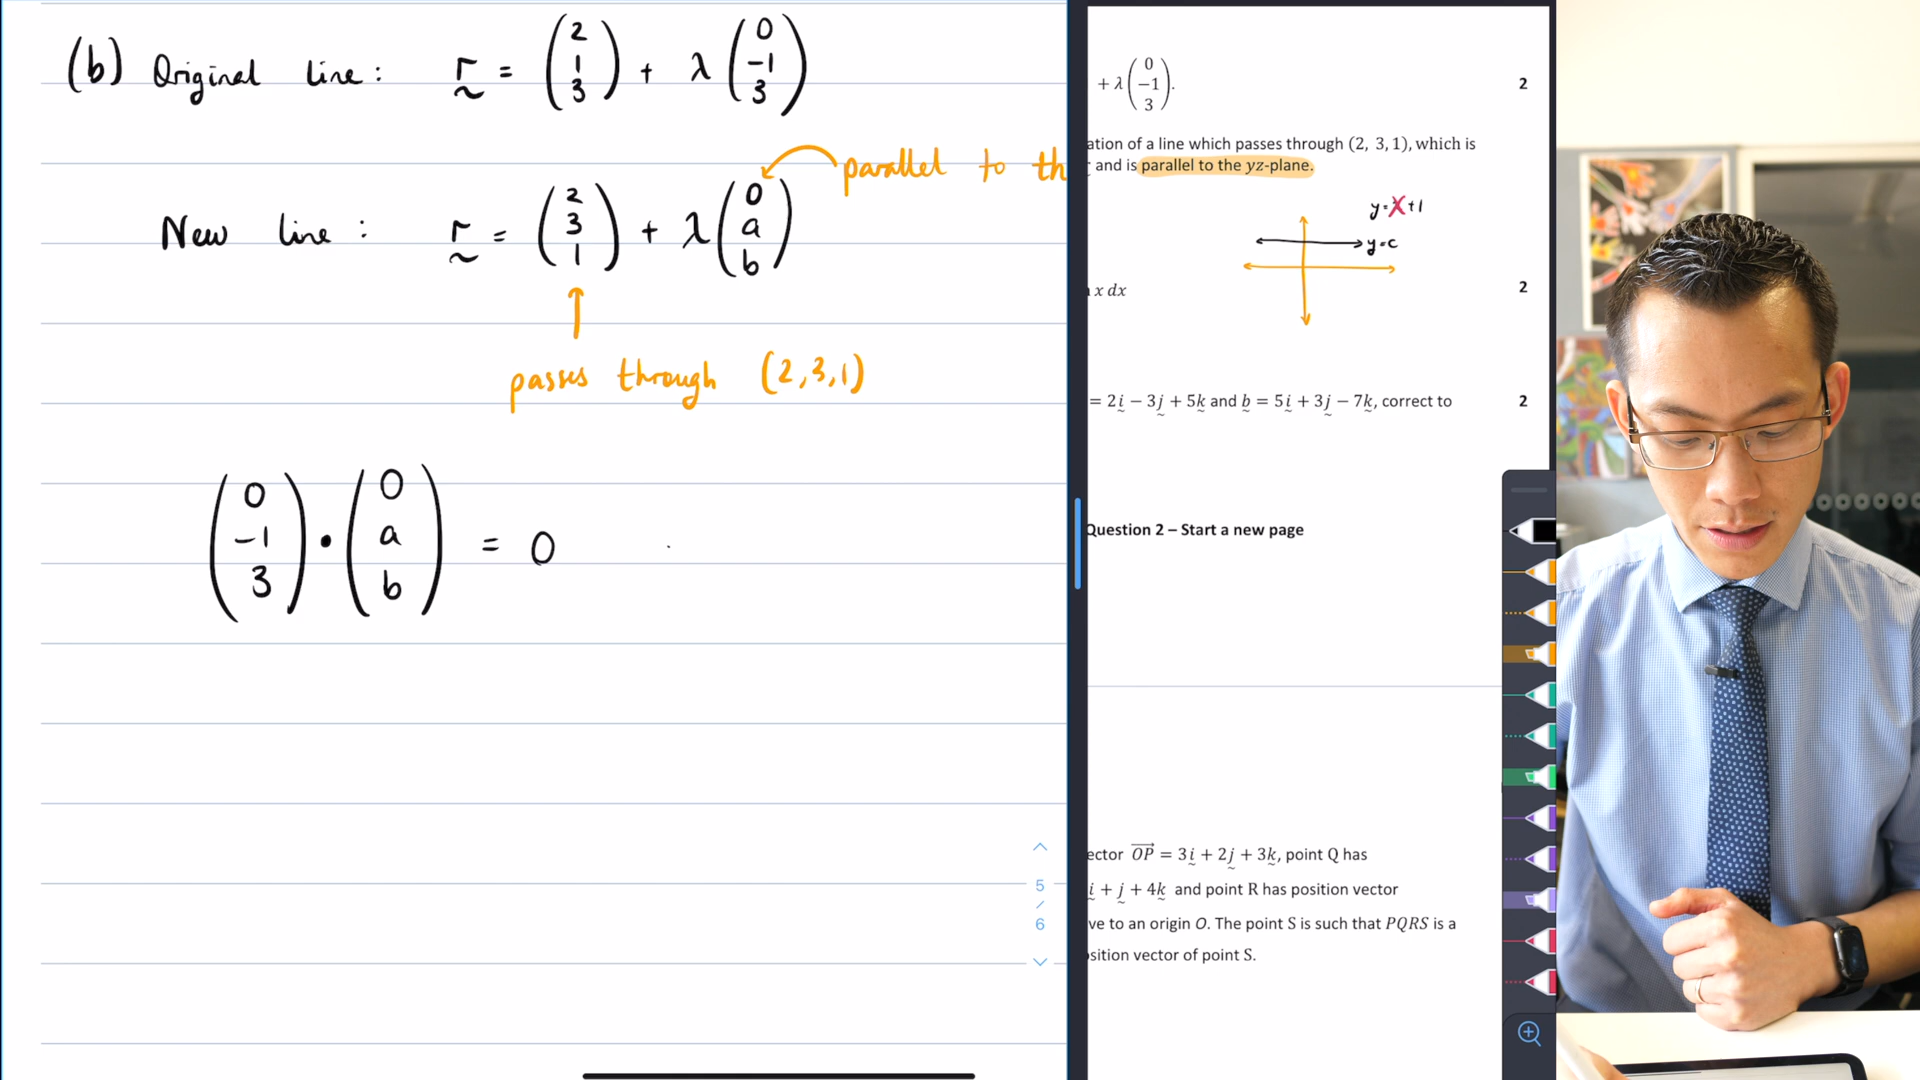 (b) Original line: r = (2 1 3) + λ (0 -1 3)
parallel to th
New line: r = (2 3 1) + λ (0 a b)
passes through (2,3,1)
(0 -1 3) • (0 a b) = 0
5
6
+ λ (0 −1 3). 2
ation of a line which passes through (2, 3, 1), which is
and is parallel to the yz-plane.
y=x+1
y=c
x dx 2
= 2i − 3j + 5k and b = 5i + 3j − 7k, correct to 2
Question 2 – Start a new page
ector OP = 3i + 2j + 3k, point Q has
i + j + 4k and point R has position vector
ve to an origin O. The point S is such that PQRS is a
sition vector of point S.